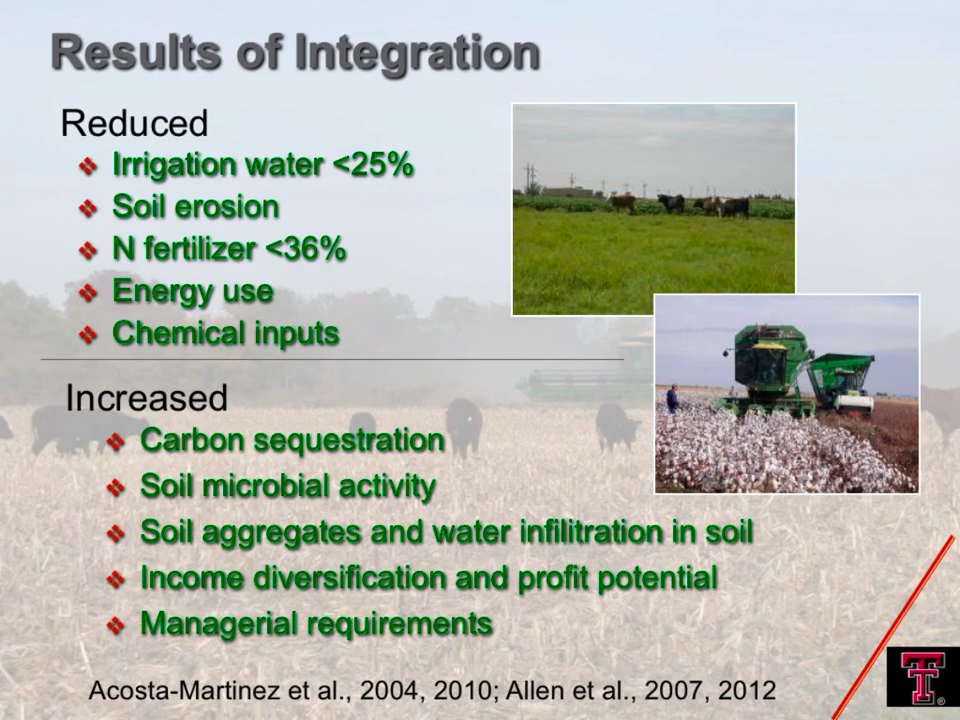 Results of Integration
Reduced
Irrigation water <25%
Soil erosion
N fertilizer <36%
Energy use
Chemical inputs
Increased
Carbon sequestration
Soil microbial activity
Soil aggregates and water infilitration in soil
Income diversification and profit potential
Managerial requirements
Acosta-Martinez et al., 2004, 2010; Allen et al., 2007, 2012
T
®